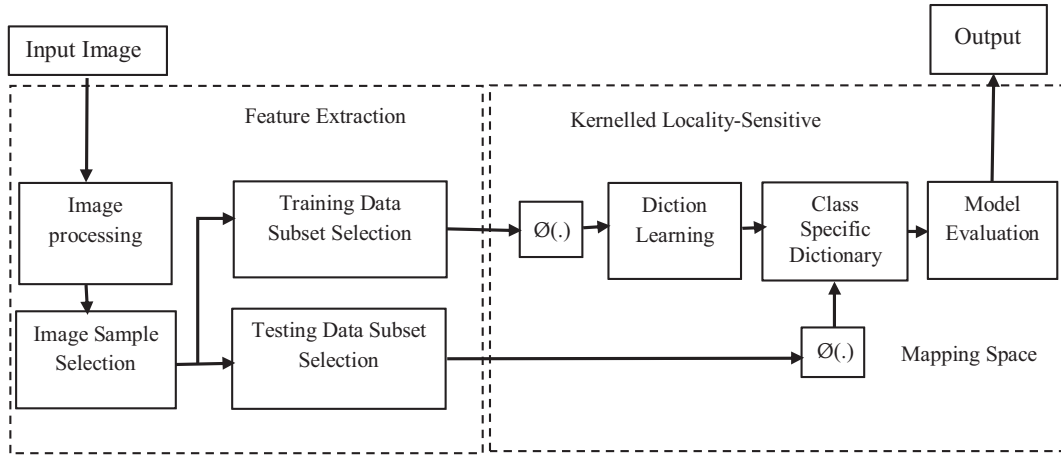 Input Image
Output
Feature Extraction
Kernelled Locality-Sensitive
Image
processing
Training Data
Subset Selection
Ø(.)
Diction
Learning
Class
Specific
Dictionary
Model
Evaluation
Image Sample
Selection
Testing Data Subset
Selection
Ø(.)
Mapping Space